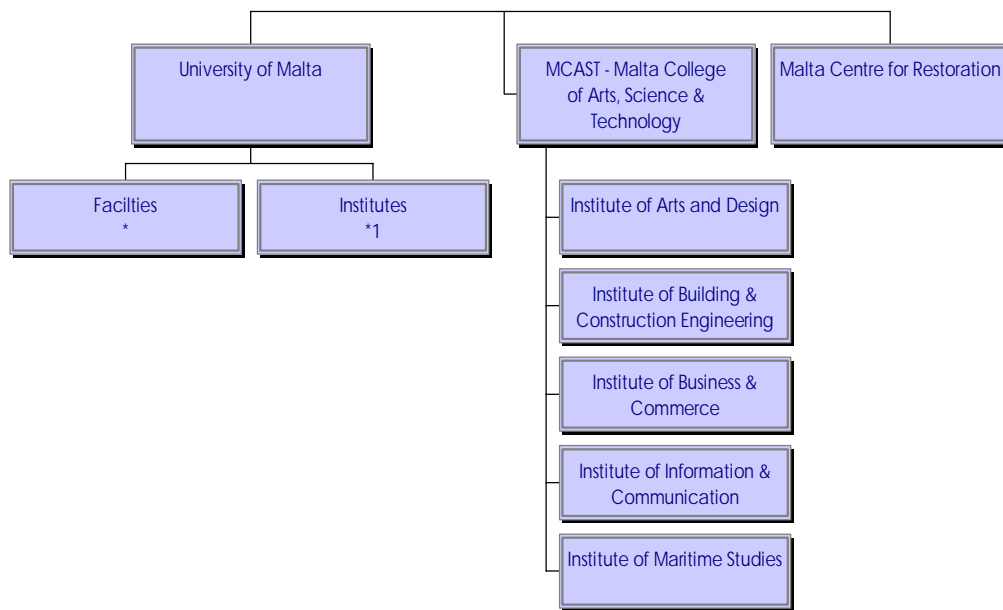 University of Malta
MCAST - Malta College
of Arts, Science &
Technology
Malta Centre for Restoration
Facilties
*
Institutes
*1
Institute of Arts and Design
Institute of Building &
Construction Engineering
Institute of Business &
Commerce
Institute of Information &
Communication
Institute of Maritime Studies